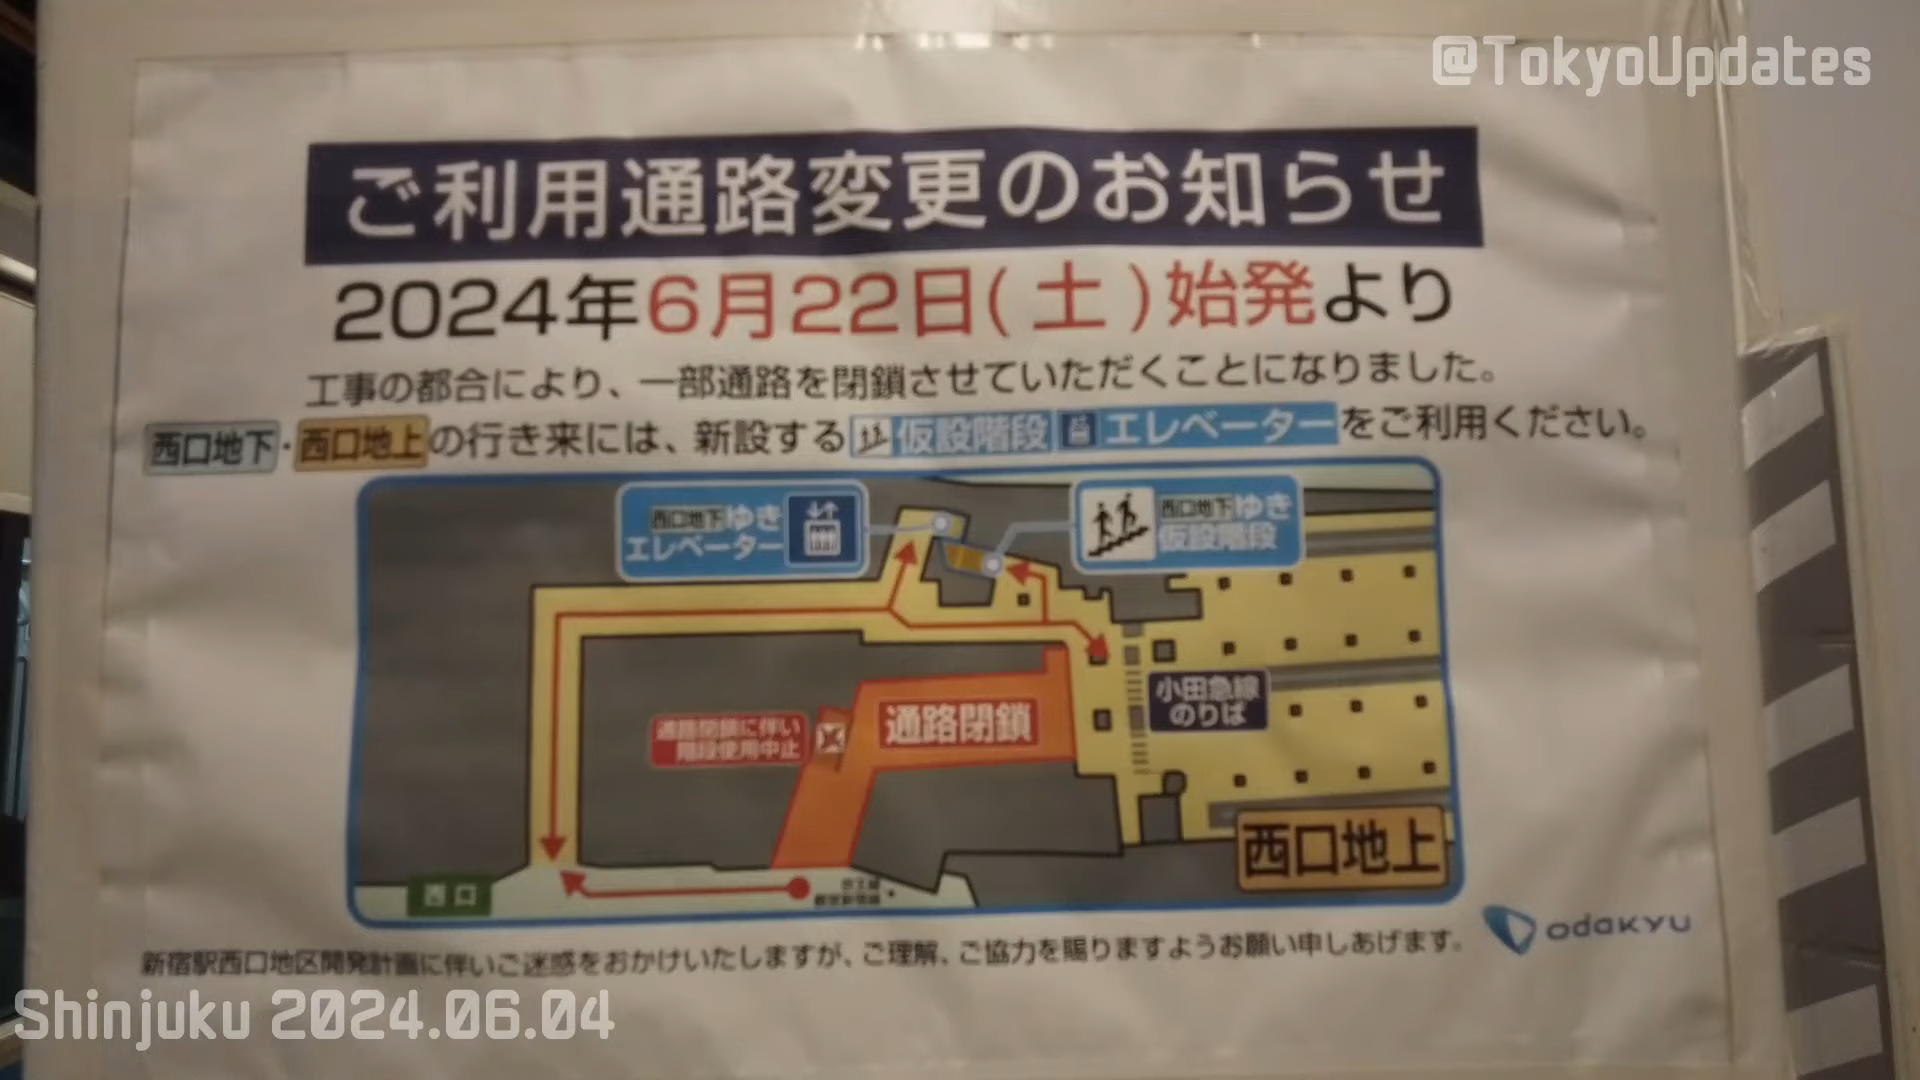 @TokyoUpdates
ご利用通路変更のお知らせ
2024年6月22日(土)始発より
工事の都合により、一部通路を閉鎖させていただくことになりました。
西口地下・西口地上の行き来には、新設する仮設階段 エレベーターをご利用ください。
西口地下ゆき
エレベーター
西口地下ゆき
仮設階段
小田急線
のりば
通路閉鎖に伴い
階段使用中止
通路閉鎖
西口地上
西口
odakyu
新宿駅西口地区開発計画に伴いご迷惑をおかけいたしますが、ご理解、ご協力を賜りますようお願い申しあげます。
Shinjuku 2024.06.04